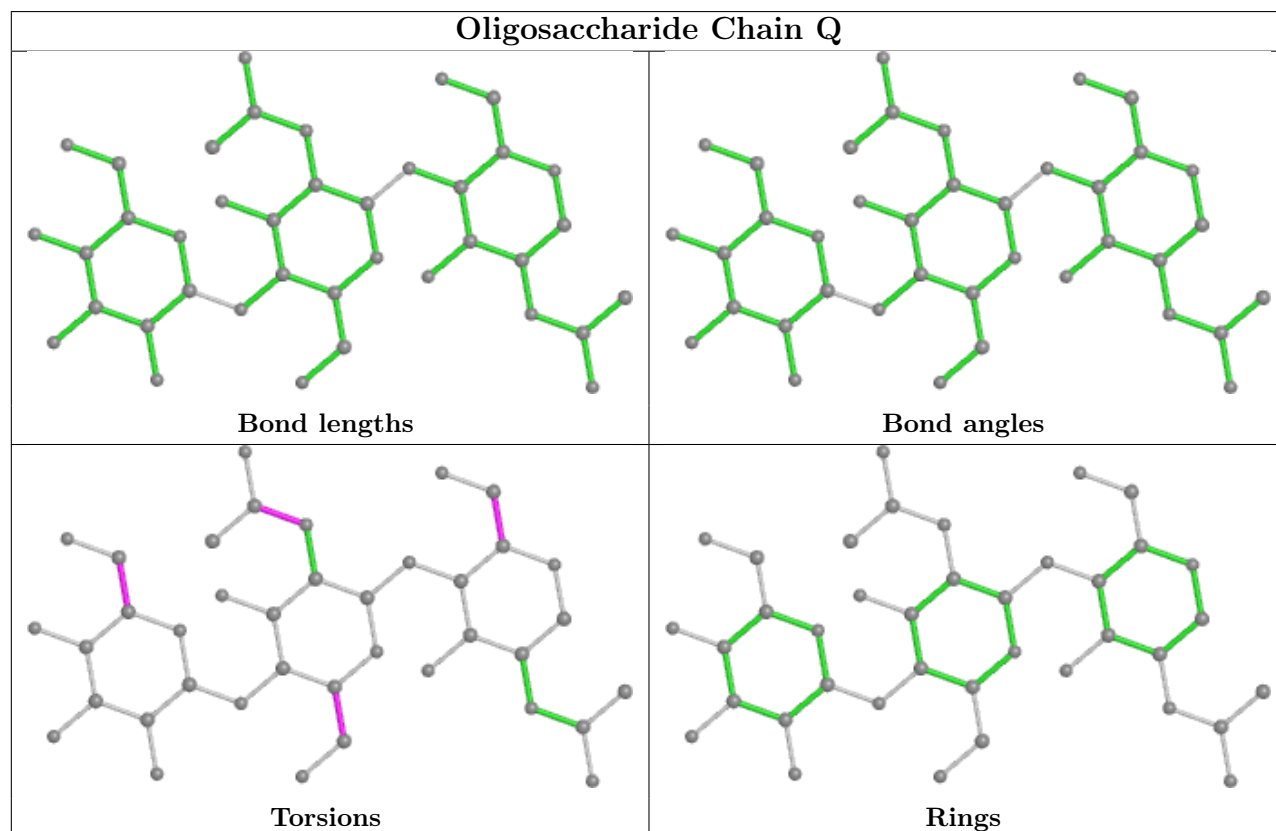 Oligosaccharide Chain Q
Bond lengths
Bond angles
Torsions
Rings